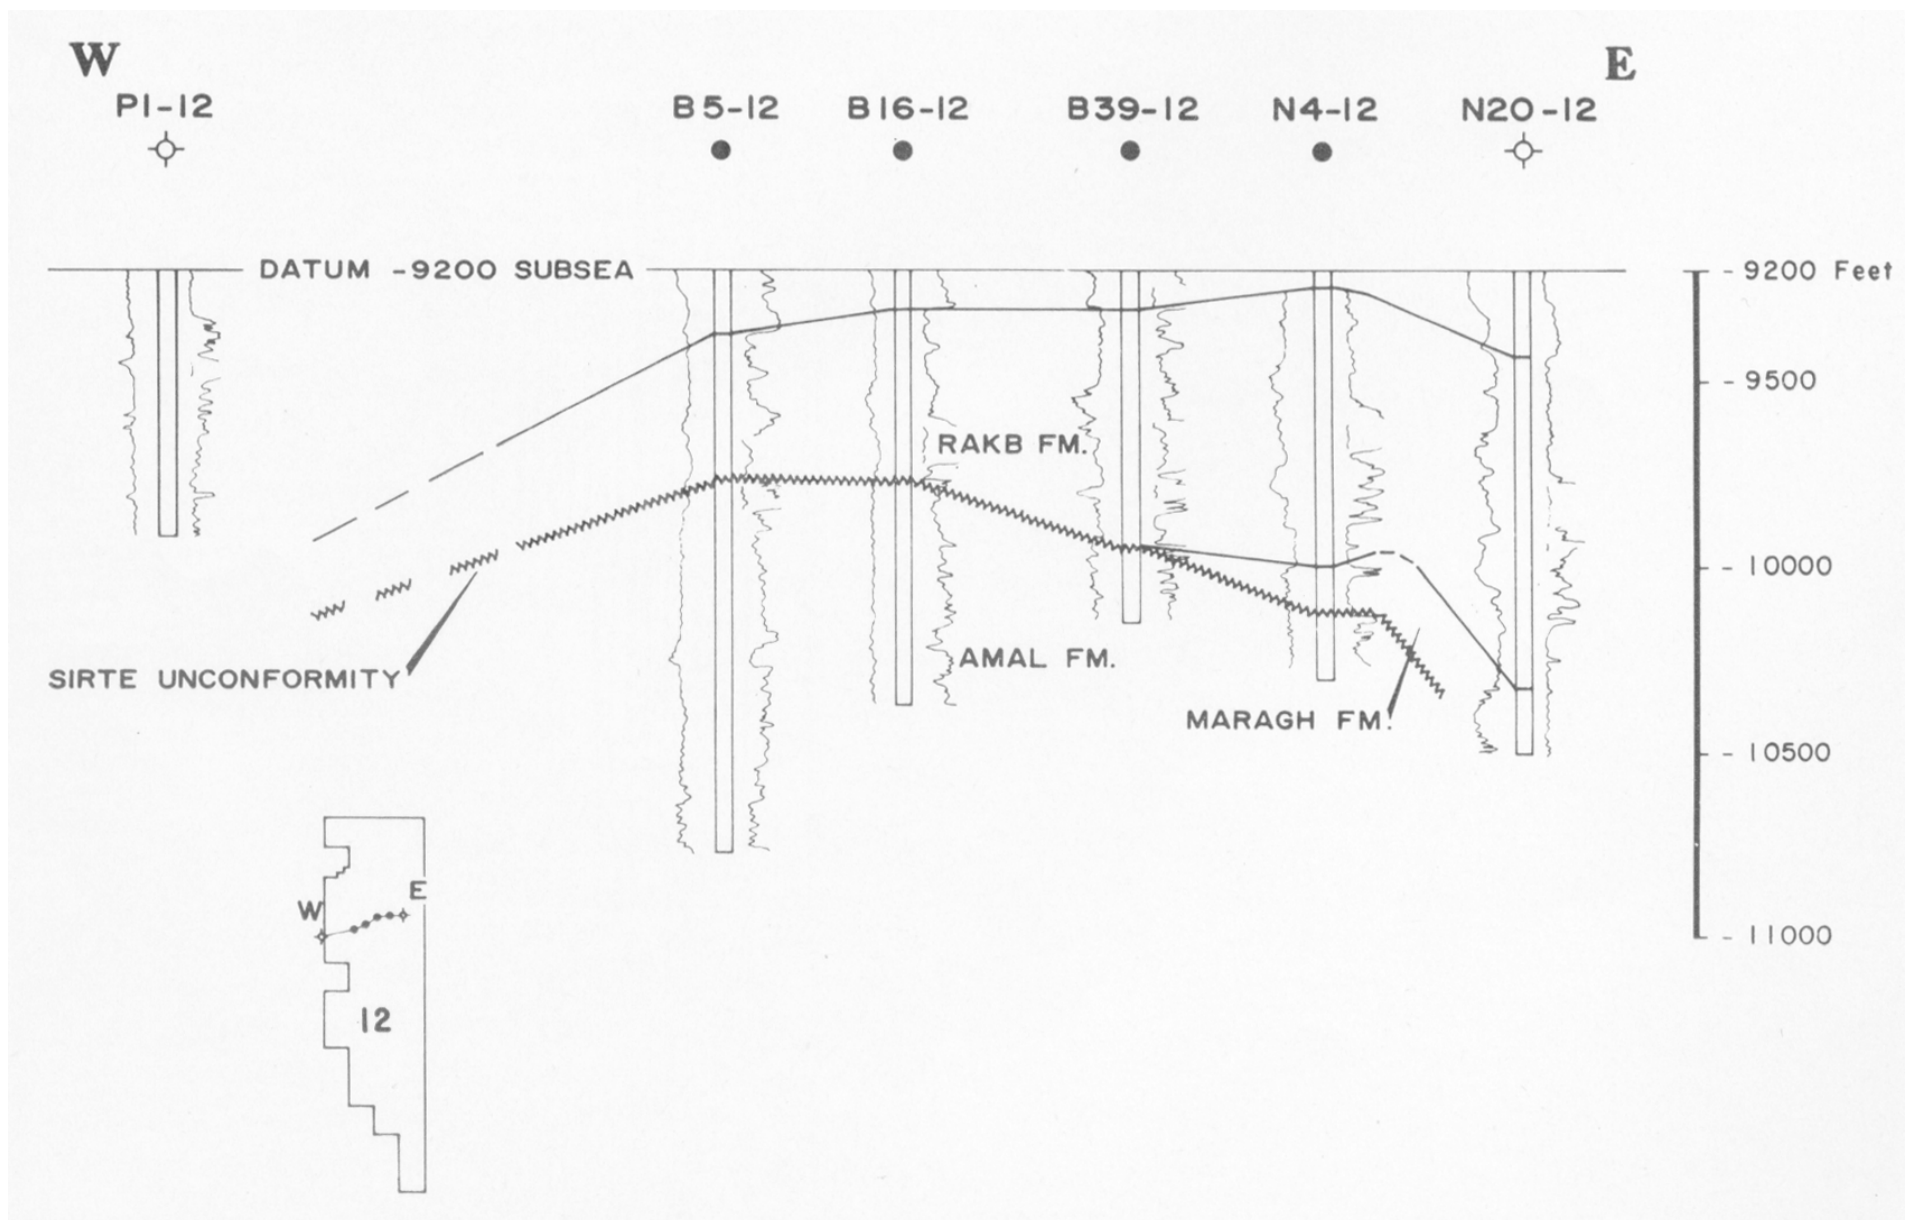 W E
P1-12 B5-12 B16-12 B39-12 N4-12 N20-12
DATUM -9200 SUBSEA
- 9200 Feet
- 9500
RAKB FM.
- 10000
SIRTE UNCONFORMITY
AMAL FM.
MARAGH FM.
- 10500
E
W
- 11000
12